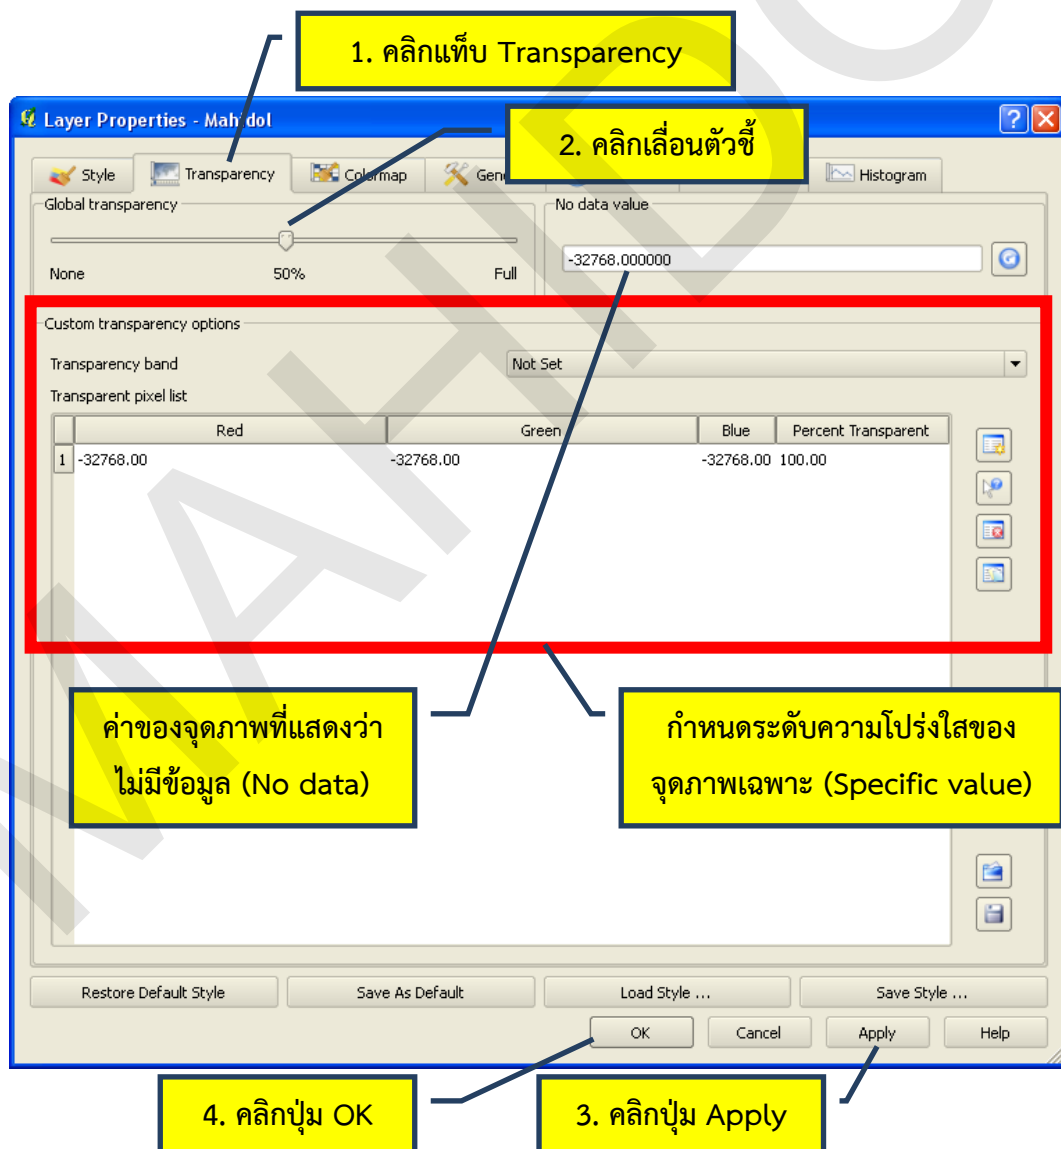 1. คลิกแท็บ Transparency
Layer Properties - Mahidol
2. คลิกเลื่อนตัวชี้
Style
Transparency
Colormap
Histogram
Global transparency
No data value
-32768.000000
None
50%
Full
Custom transparency options
Transparency band
Not Set
Transparent pixel list
Red
Green
Blue
Percent Transparent
1 -32768.00 -32768.00 -32768.00 100.00
ค่าของจุดภาพที่แสดงว่า
ไม่มีข้อมูล (No data)
กำหนดระดับความโปร่งใสของ
จุดภาพเฉพาะ (Specific value)
Restore Default Style
Save As Default
Load Style ...
Save Style ...
OK
Cancel
Apply
Help
4. คลิกปุ่ม OK
3. คลิกปุ่ม Apply